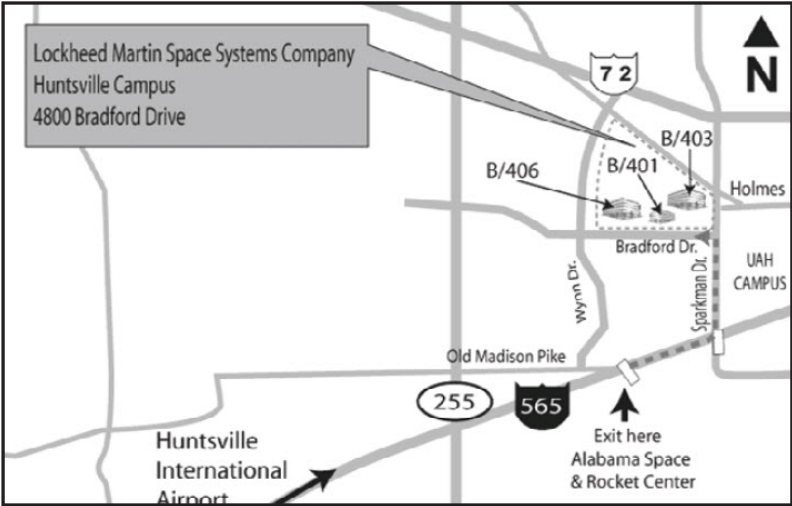 Lockheed Martin Space Systems Company
Huntsville Campus
4800 Bradford Drive
72
N
B/403
B/401
B/406
Holmes
Bradford Dr.
UAH
CAMPUS
Sparkman Dr.
Wynn Dr.
Old Madison Pike
255
565
Exit here
Alabama Space
& Rocket Center
Huntsville
International
Airport